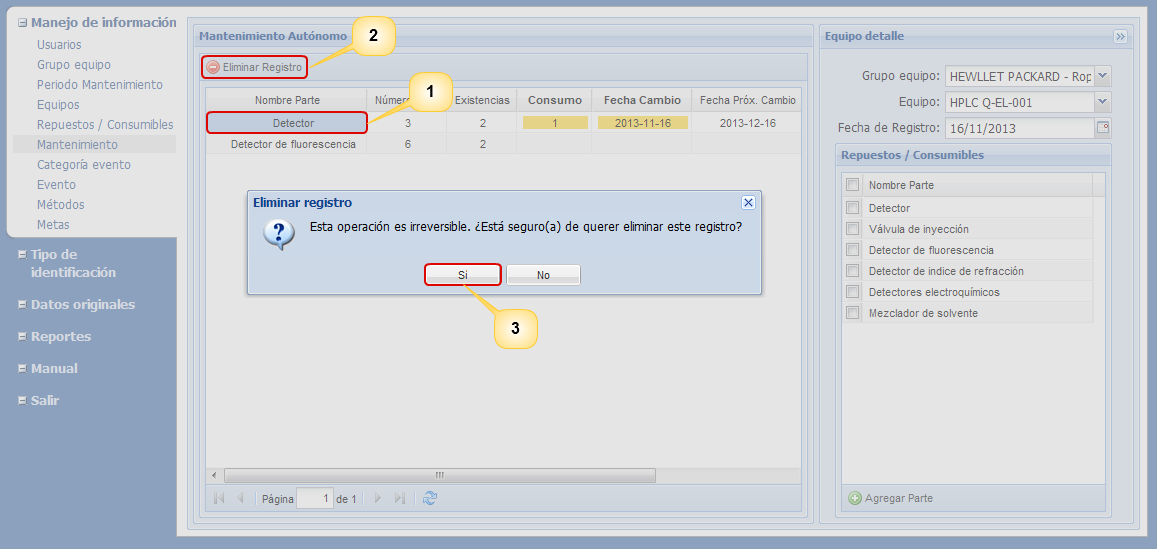 Manejo de información
Usuarios
Grupo equipo
Periodo Mantenimiento
Equipos
Repuestos / Consumibles
Mantenimiento
Categoría evento
Evento
Métodos
Metas
Tipo de
identificación
Datos originales
Reportes
Manual
Salir
Mantenimiento Autónomo
2
Eliminar Registro
1
Nombre Parte Existencias Consumo Fecha Cambio Fecha Próx. Cambio
Detector 3 2 1 2013-11-16 2013-12-16
Detector de fluorescencia 6 2
Eliminar registro
Esta operación es irreversible. ¿Está seguro(a) de querer eliminar este registro?
Si No
3
Página 1 de 1
Equipo detalle
Grupo equipo: HEWLLET PACKARD - Rop
Equipo: HPLC Q-EL-001
Fecha de Registro: 16/11/2013
Repuestos / Consumibles
Nombre Parte
Detector
Válvula de inyección
Detector de fluorescencia
Detector de indice de refracción
Detectores electroquímicos
Mezclador de solvente
Agregar Parte